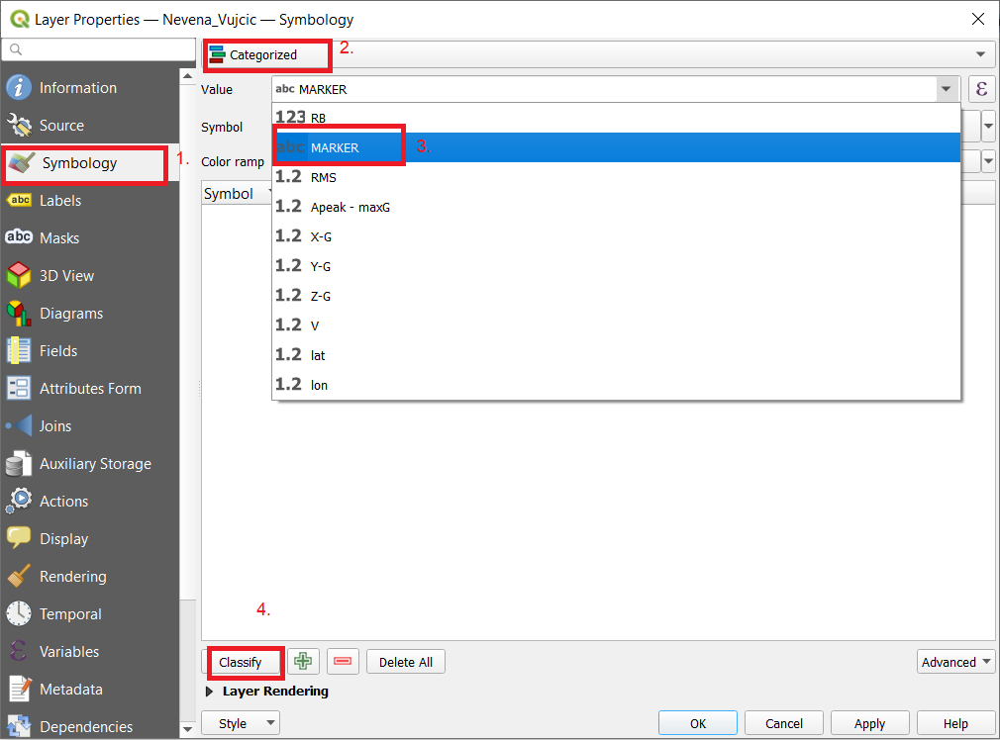 Layer Properties — Nevena_Vujcic — Symbology
Categorized 2.
Information
Source
Symbology 1.
Labels
Masks
3D View
Diagrams
Fields
Attributes Form
Joins
Auxiliary Storage
Actions
Display
Rendering
Temporal
Variables
Metadata
Dependencies
Value abc MARKER ε
Symbol
Color ramp
Symbol
123 RB
abc MARKER 3.
1.2 RMS
1.2 Apeak - maxG
1.2 X-G
1.2 Y-G
1.2 Z-G
1.2 V
1.2 lat
1.2 lon
4.
Classify Delete All Advanced
Layer Rendering
Style OK Cancel Apply Help